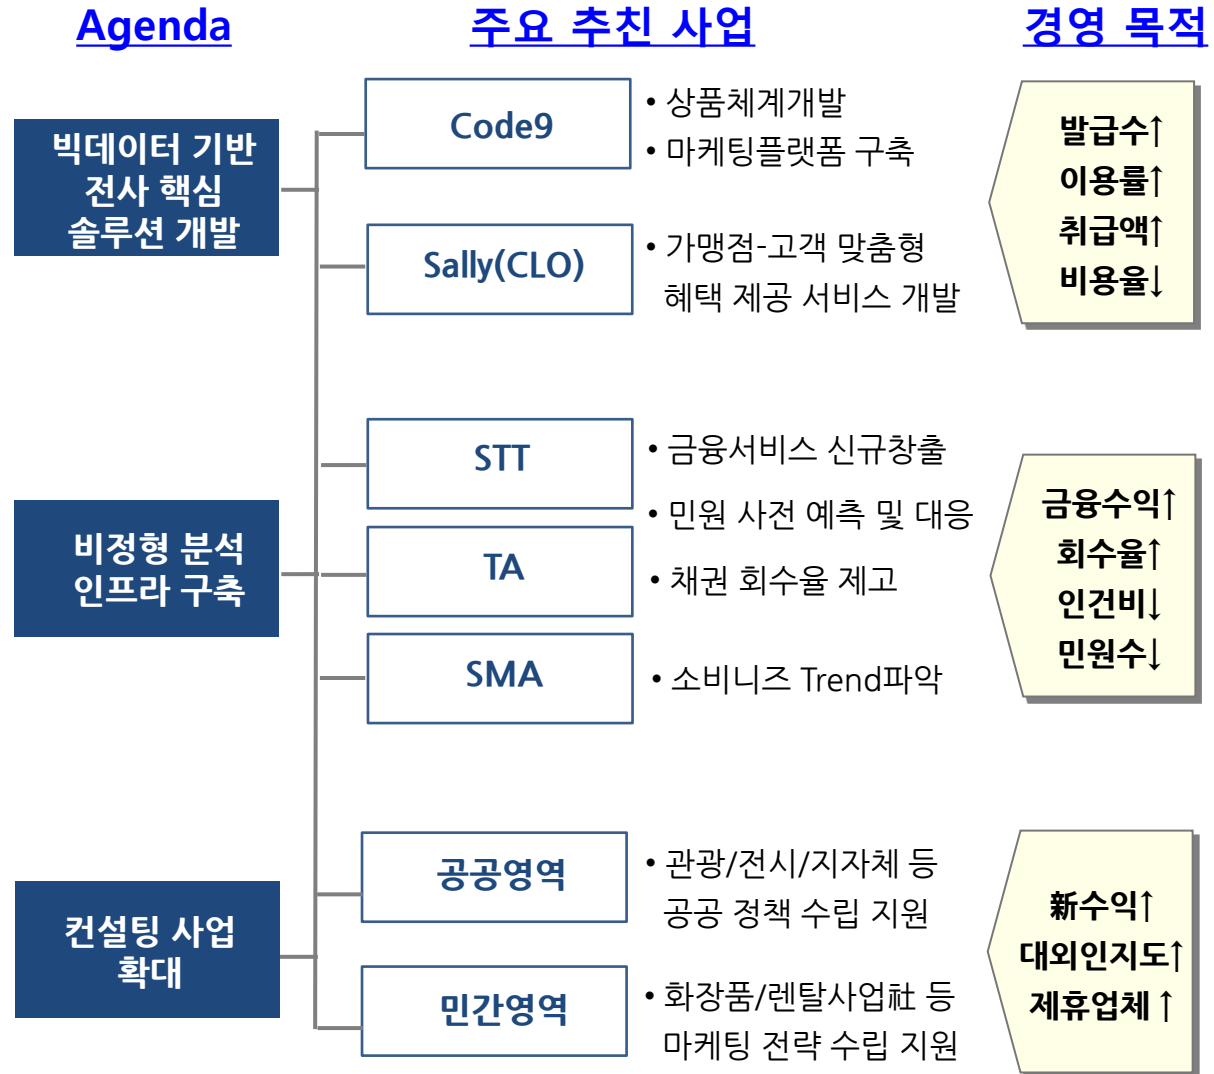 Agenda
주요 추친 사업
경영 목적
빅데이터 기반
전사 핵심
솔루션 개발
Code9
• 상품체계개발
• 마케팅플랫폼 구축
Sally(CLO)
• 가맹점-고객 맞춤형
혜택 제공 서비스 개발
발급수↑
이용률↑
취급액↑
비용율↓
비정형 분석
인프라 구축
STT
TA
SMA
• 금융서비스 신규창출
• 민원 사전 예측 및 대응
• 채권 회수율 제고
• 소비니즈 Trend파악
금융수익↑
회수율↑
인건비↓
민원수↓
컨설팅 사업
확대
공공영역
• 관광/전시/지자체 등
공공 정책 수립 지원
민간영역
• 화장품/렌탈사업社 등
마케팅 전략 수립 지원
新수익↑
대외인지도↑
제휴업체 ↑